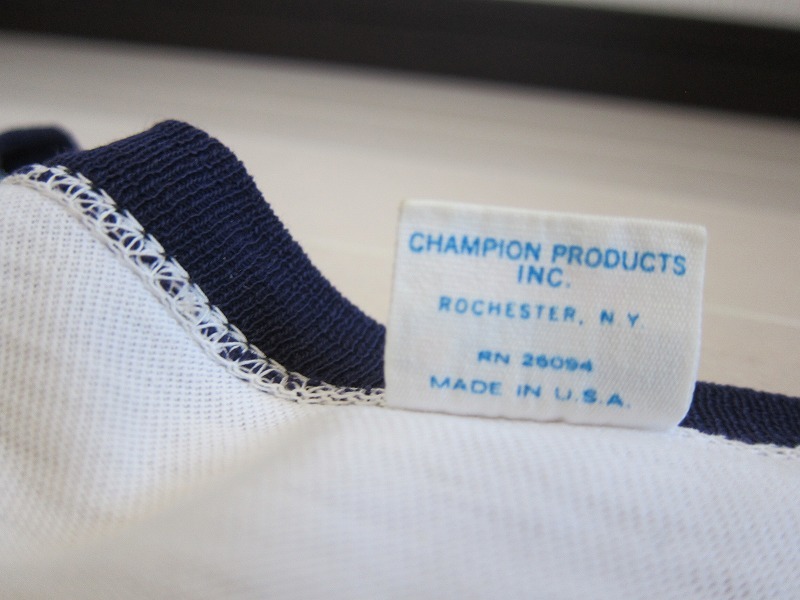 CHAMPION PRODUCTS
INC.
ROCHESTER, N Y.
RN 26094
MADE IN U.S.A.